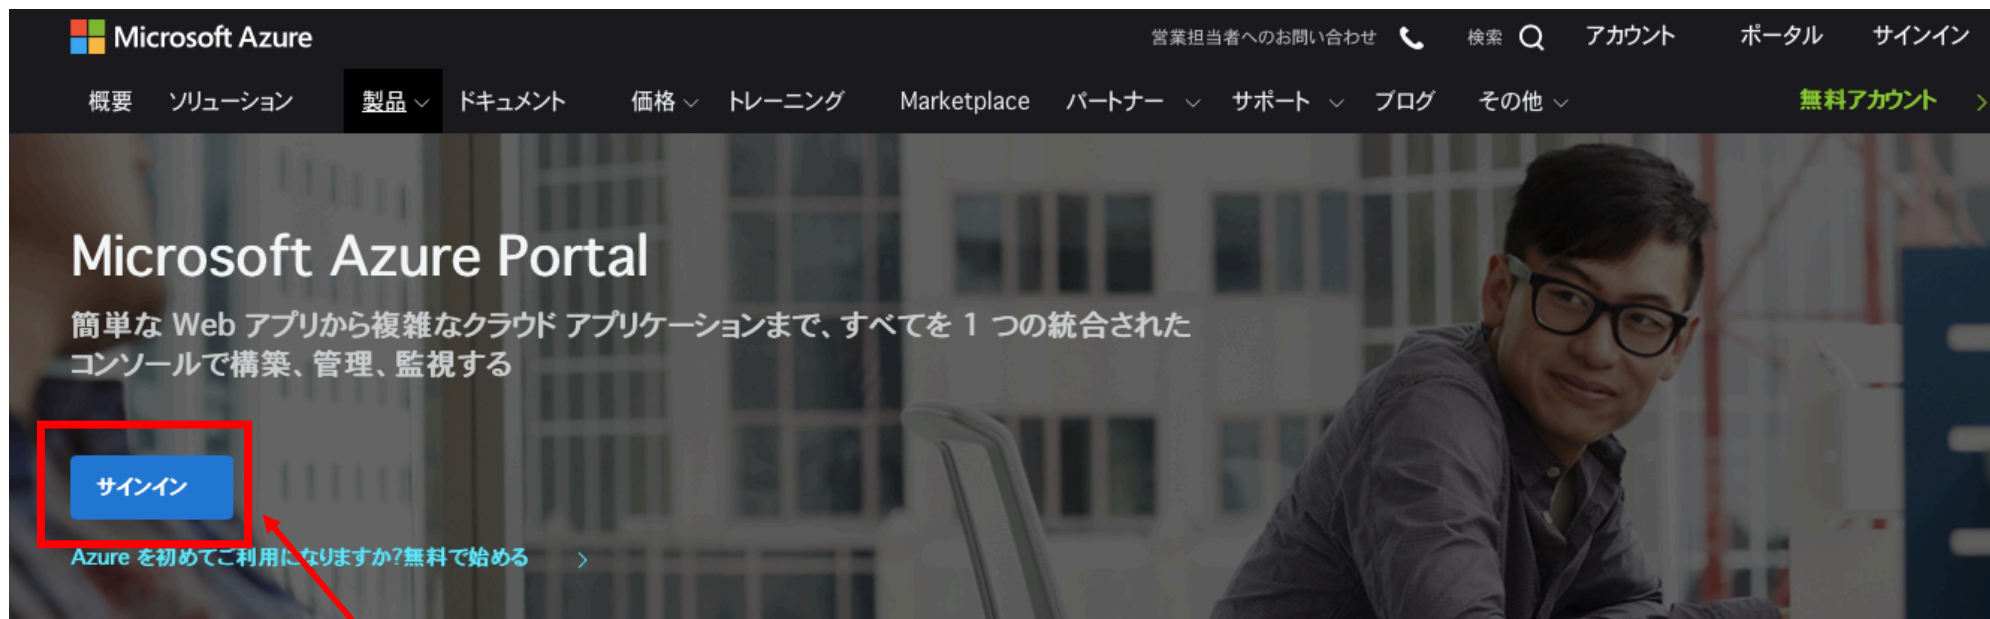 Microsoft Azure
営業担当者へのお問い合わせ 検索 アカウント ポータル サインイン
概要 ソリューション 製品 ドキュメント 価格 トレーニング Marketplace パートナー サポート ブログ その他 無料アカウント
Microsoft Azure Portal
簡単な Web アプリから複雑なクラウド アプリケーションまで、すべてを 1 つの統合された
コンソールで構築、管理、監視する
サインイン
Azure を初めてご利用になりますか?無料で始める